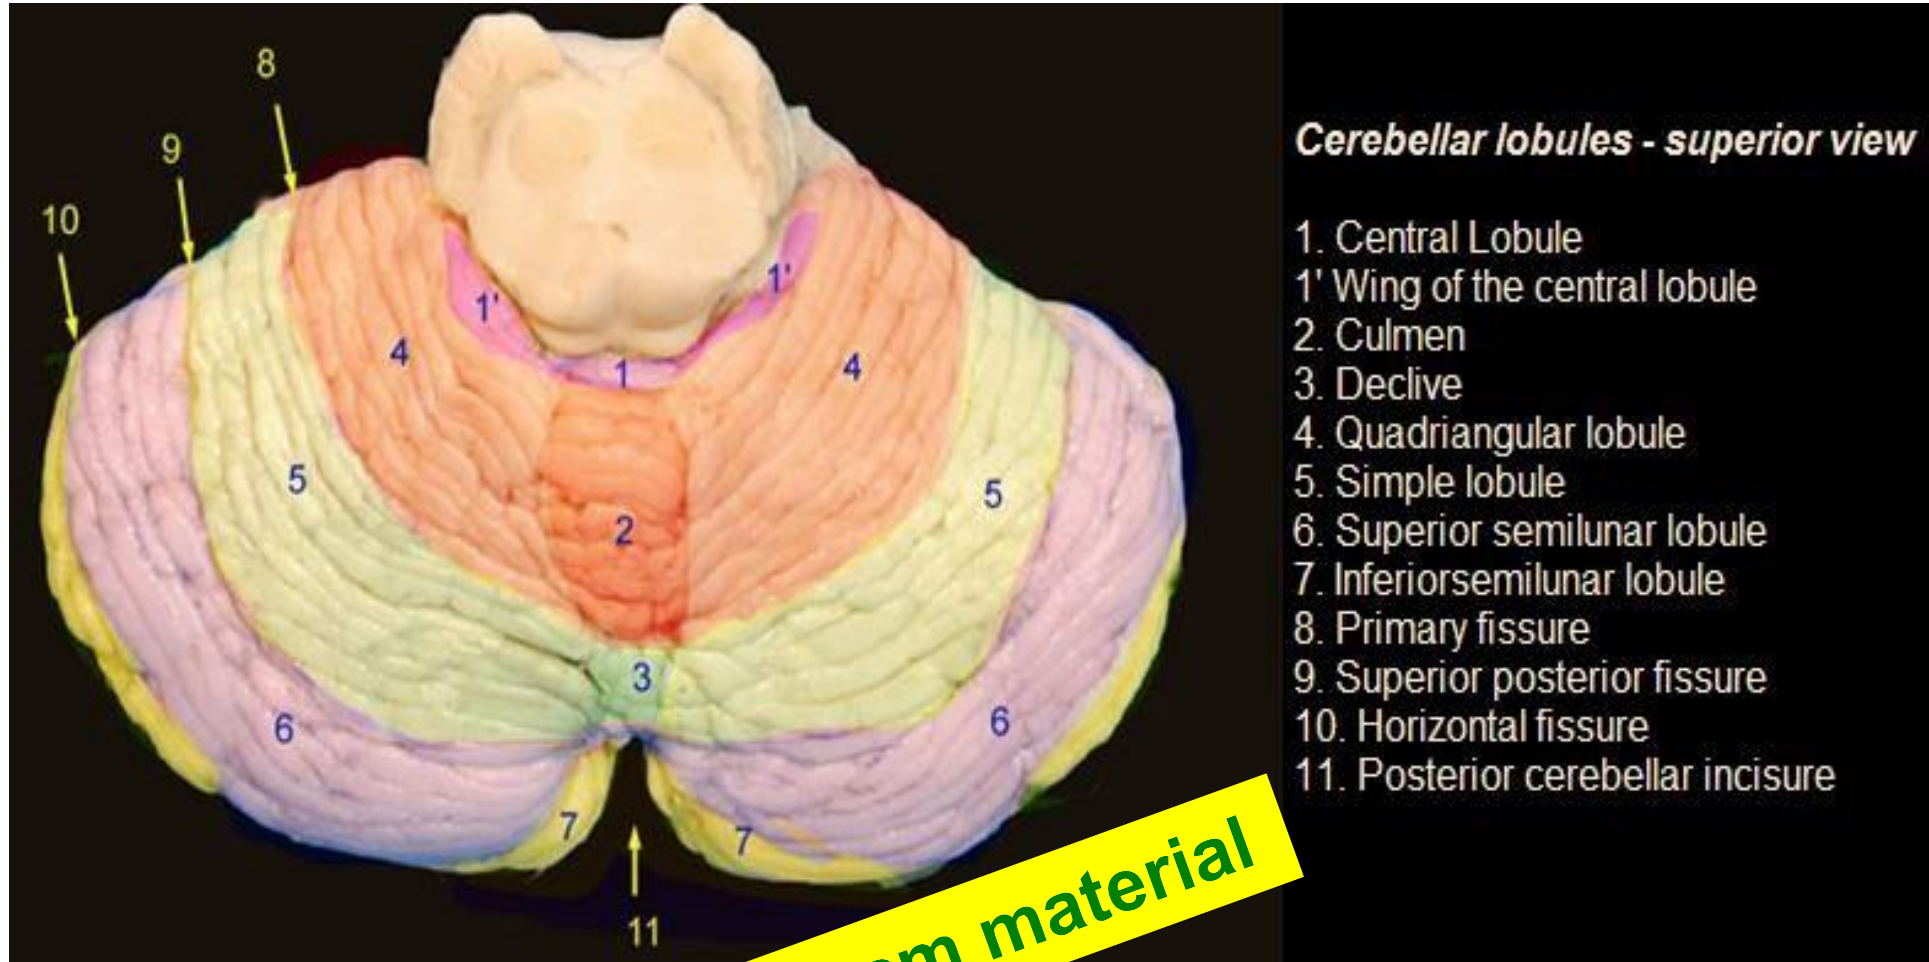 8
9
10
1'
1'
4
4
1
5
5
2
3
6
6
7
7
11
Cerebellar lobules - superior view
1. Central Lobule
1' Wing of the central lobule
2. Culmen
3. Declive
4. Quadriangular lobule
5. Simple lobule
6. Superior semilunar lobule
7. Inferiorsemilunar lobule
8. Primary fissure
9. Superior posterior fissure
10. Horizontal fissure
11. Posterior cerebellar incisure
material